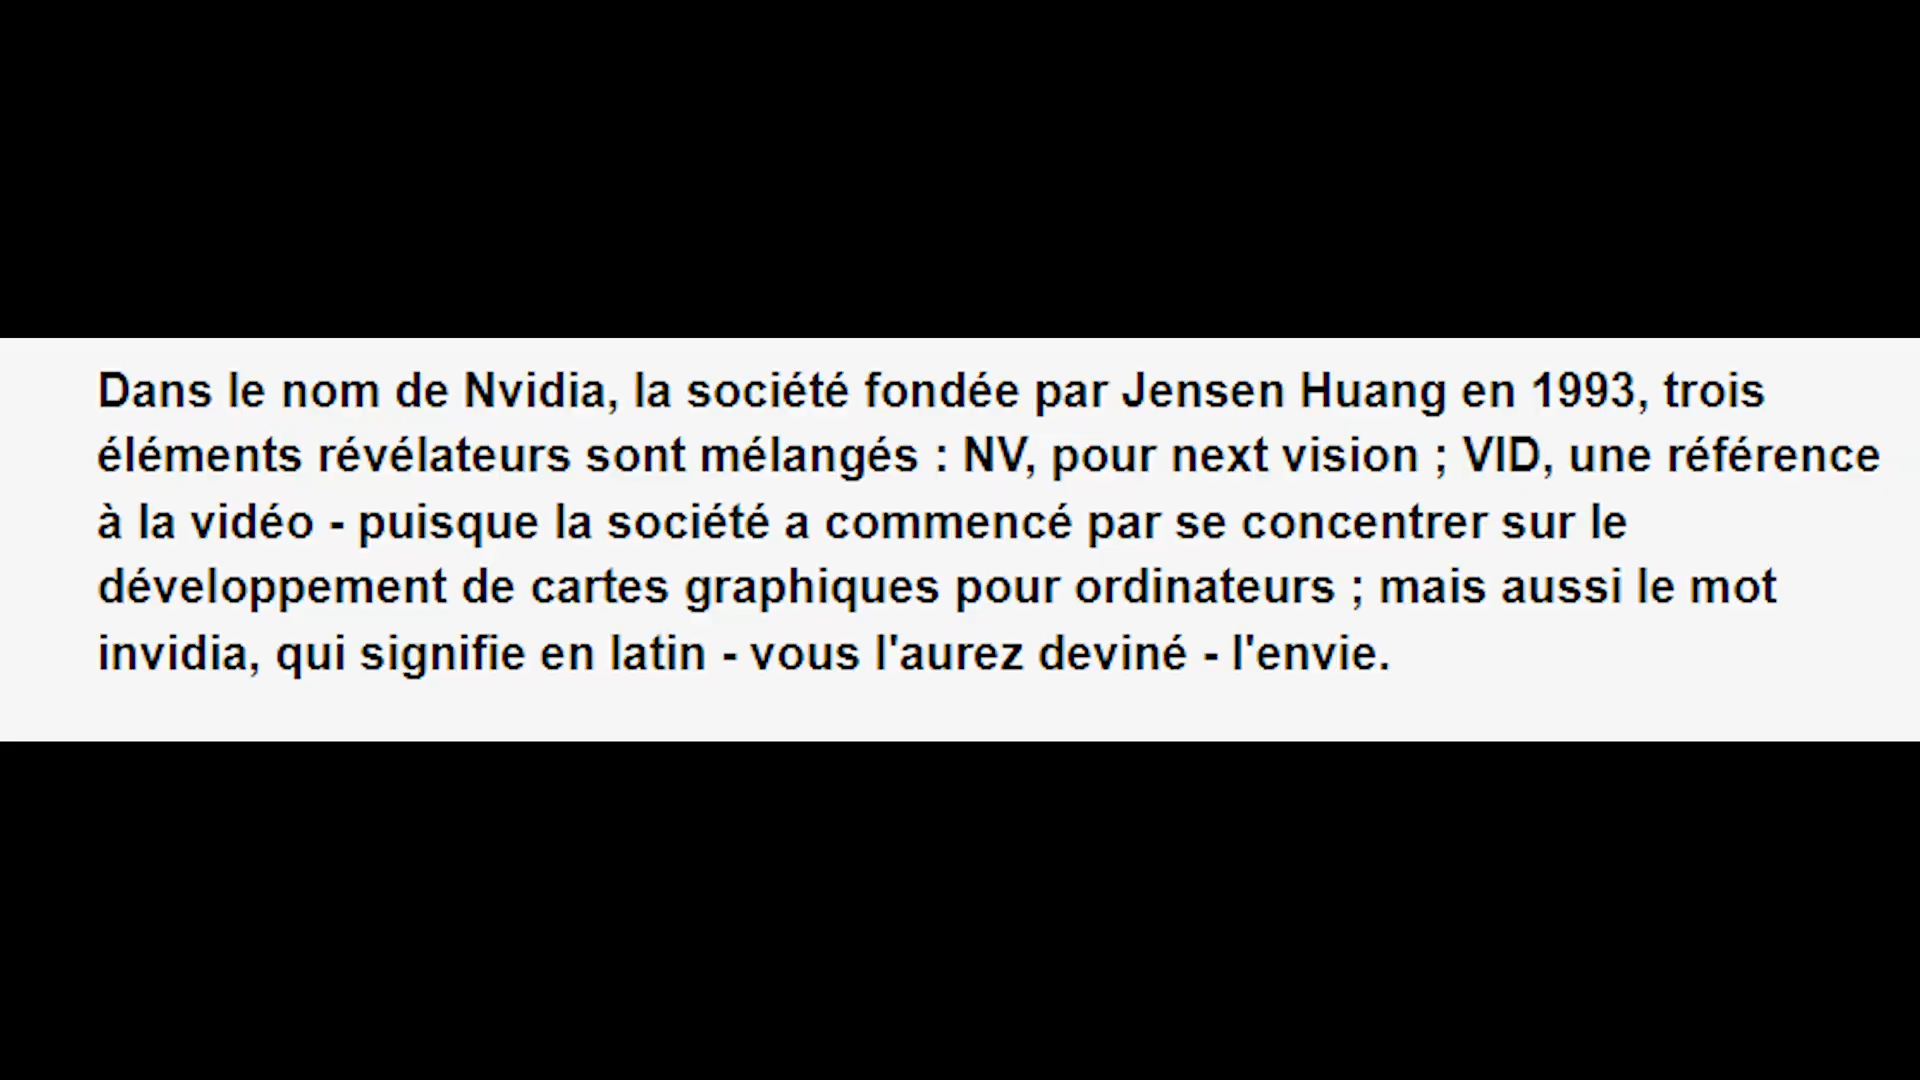 Dans le nom de Nvidia, la société fondée par Jensen Huang en 1993, trois
éléments révélateurs sont mélangés : NV, pour next vision ; VID, une référence
à la vidéo - puisque la société a commencé par se concentrer sur le
développement de cartes graphiques pour ordinateurs ; mais aussi le mot
invidia, qui signifie en latin - vous l'aurez deviné - l'envie.